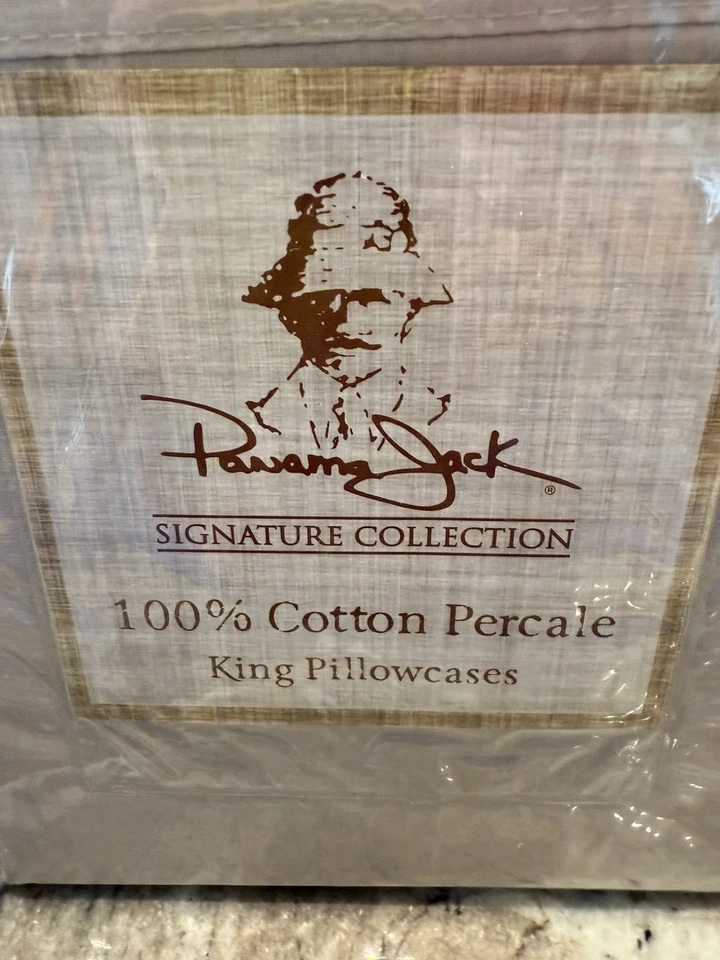 Panama Jack
®
SIGNATURE COLLECTION
100% Cotton Percale
King Pillowcases